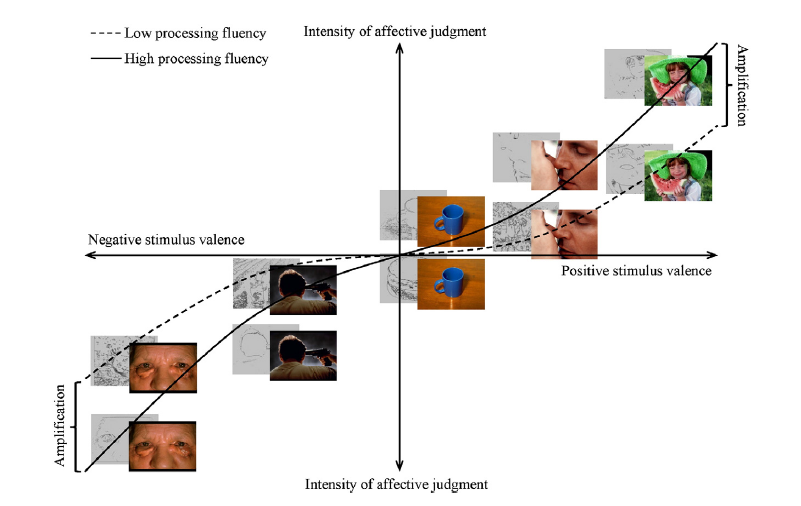 Low processing fluency
High processing fluency
Intensity of affective judgment
Amplification
Negative stimulus valence
Positive stimulus valence
Amplification
Intensity of affective judgment